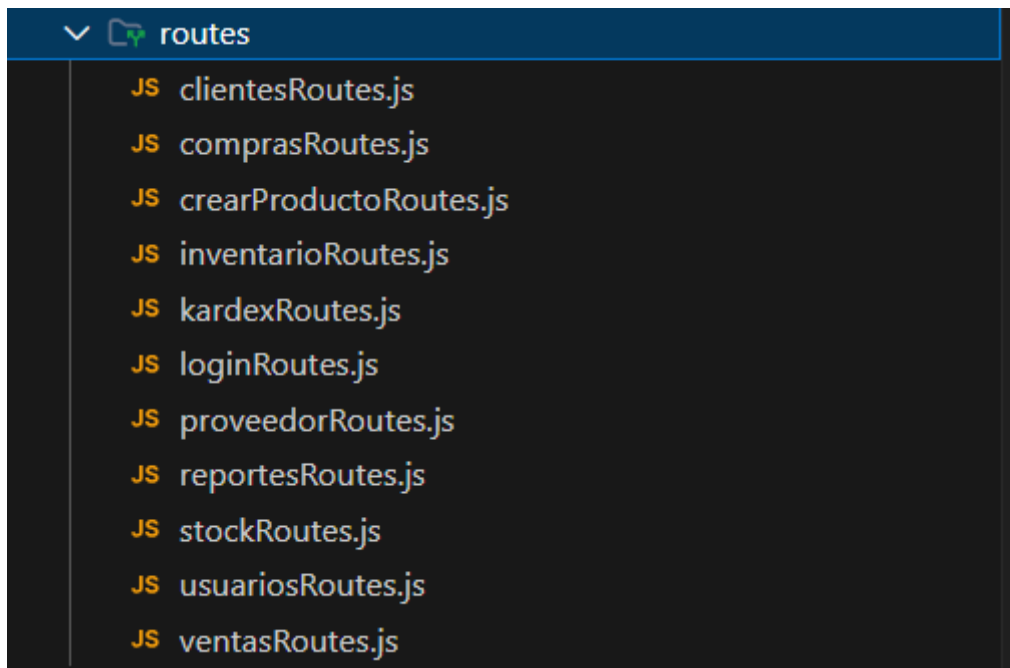 routes
JS clientesRoutes.js
JS comprasRoutes.js
JS crearProductoRoutes.js
JS inventarioRoutes.js
JS kardexRoutes.js
JS loginRoutes.js
JS proveedorRoutes.js
JS reportesRoutes.js
JS stockRoutes.js
JS usuariosRoutes.js
JS ventasRoutes.js